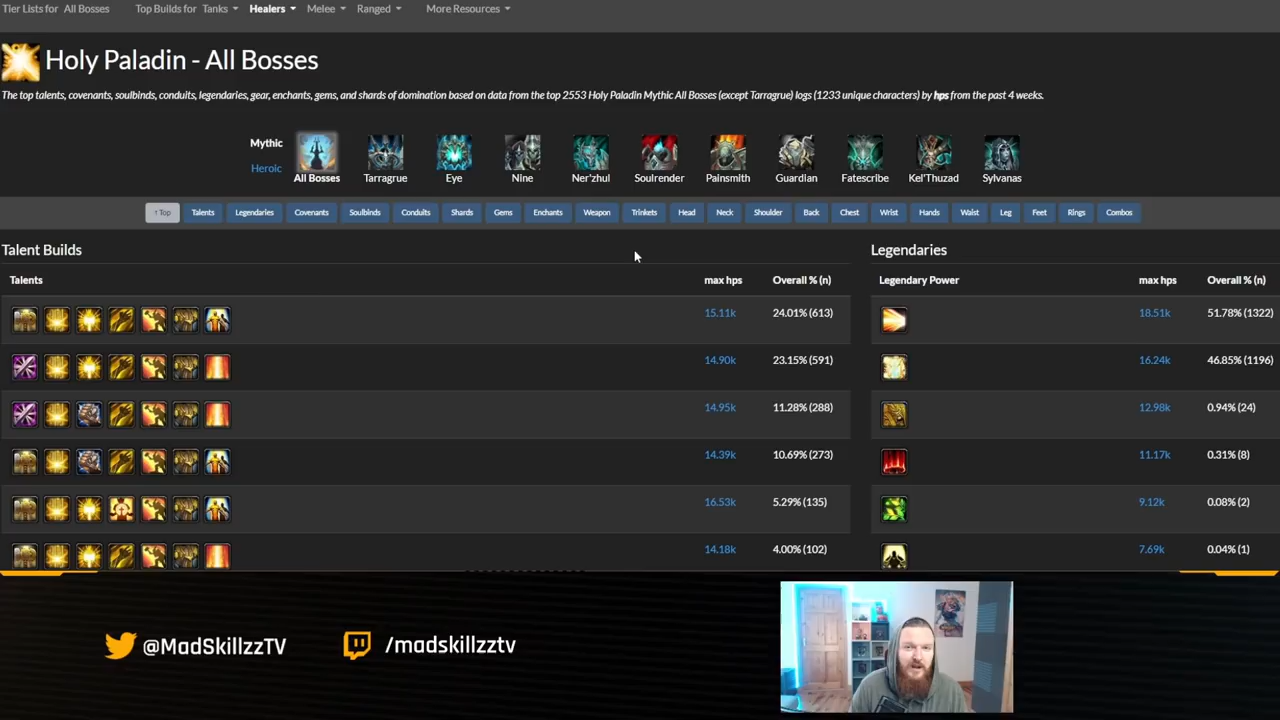 Tier Lists for All Bosses Top Builds for Tanks Healers Melee Ranged More Resources
Holy Paladin - All Bosses
The top talents, covenants, soulbinds, conduits, legendaries, gear, enchants, gems, and shards of domination based on data from the top 2553 Holy Paladin Mythic All Bosses (except Tarragrue) logs (1233 unique characters) by hps from the past 4 weeks.
Mythic
Heroic
All Bosses Tarragrue Eye Nine Ner'zhul Soulrender Painsmith Guardian Fatescribe Kel'Thuzad Sylvanas
↑ Top Talents Legendaries Covenants Soulbinds Conduits Shards Gems Enchants Weapon Trinkets Head Neck Shoulder Back Chest Wrist Hands Waist Leg Feet Rings Combos
Talent Builds Legendaries
Talents max hps Overall % (n) Legendary Power max hps Overall % (n)
15.11k 24.01% (613) 18.51k 51.78% (1322)
14.90k 23.15% (591) 16.24k 46.85% (1196)
14.95k 11.28% (288) 12.98k 0.94% (24)
14.39k 10.69% (273) 11.17k 0.31% (8)
16.53k 5.29% (135) 9.12k 0.08% (2)
14.18k 4.00% (102) 7.69k 0.04% (1)
@MadSkillzzTV /madskillzztv